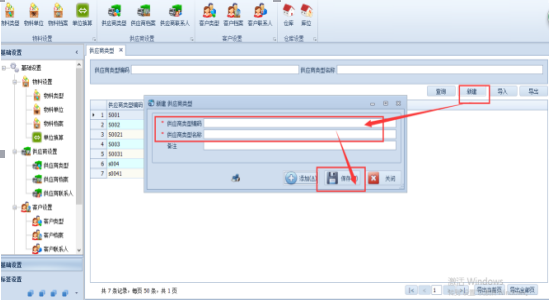 物料类型 物料单位 物料档案 单位换算 供应商类型 供应商档案 供应商联系人 客户类型 客户档案 客户联系人 仓库 库位
物料设置 供应商设置 客户设置 仓库设置
基础设置
基础设置
物料设置
物料类型
物料单位
物料档案
单位换算
供应商设置
供应商类型
供应商档案
供应商联系人
客户设置
客户类型
客户档案
客户联系人
基础设置
标签设置
供应商类型
供应商类型编码 供应商类型名称
查询 新建 导入 导出
供应商类型编码
1 S001
2 S002
3 S0021
4 S003
5 S0031
6 s004
7 s0041
新建 供应商类型
* 供应商类型编码
* 供应商类型名称
备注
添加(A) 保存(S) 关闭
共 7 条记录，每页 50 条，共 1 页
1 导出当前页 导出全部页
激活 Windows